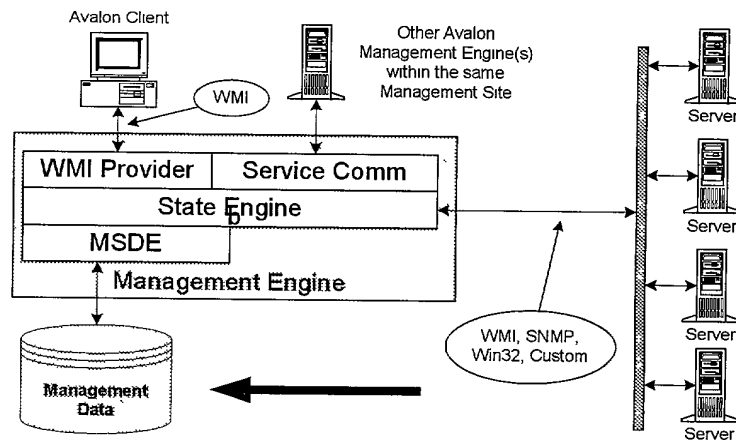 Avalon Client
Other Avalon
Management Engine(s)
within the same
Management Site
WMI
Server
WMI Provider
Service Comm
State Engine
b
MSDE
Management Engine
Server
Server
WMI, SNMP,
Win32, Custom
Management
Data
Server